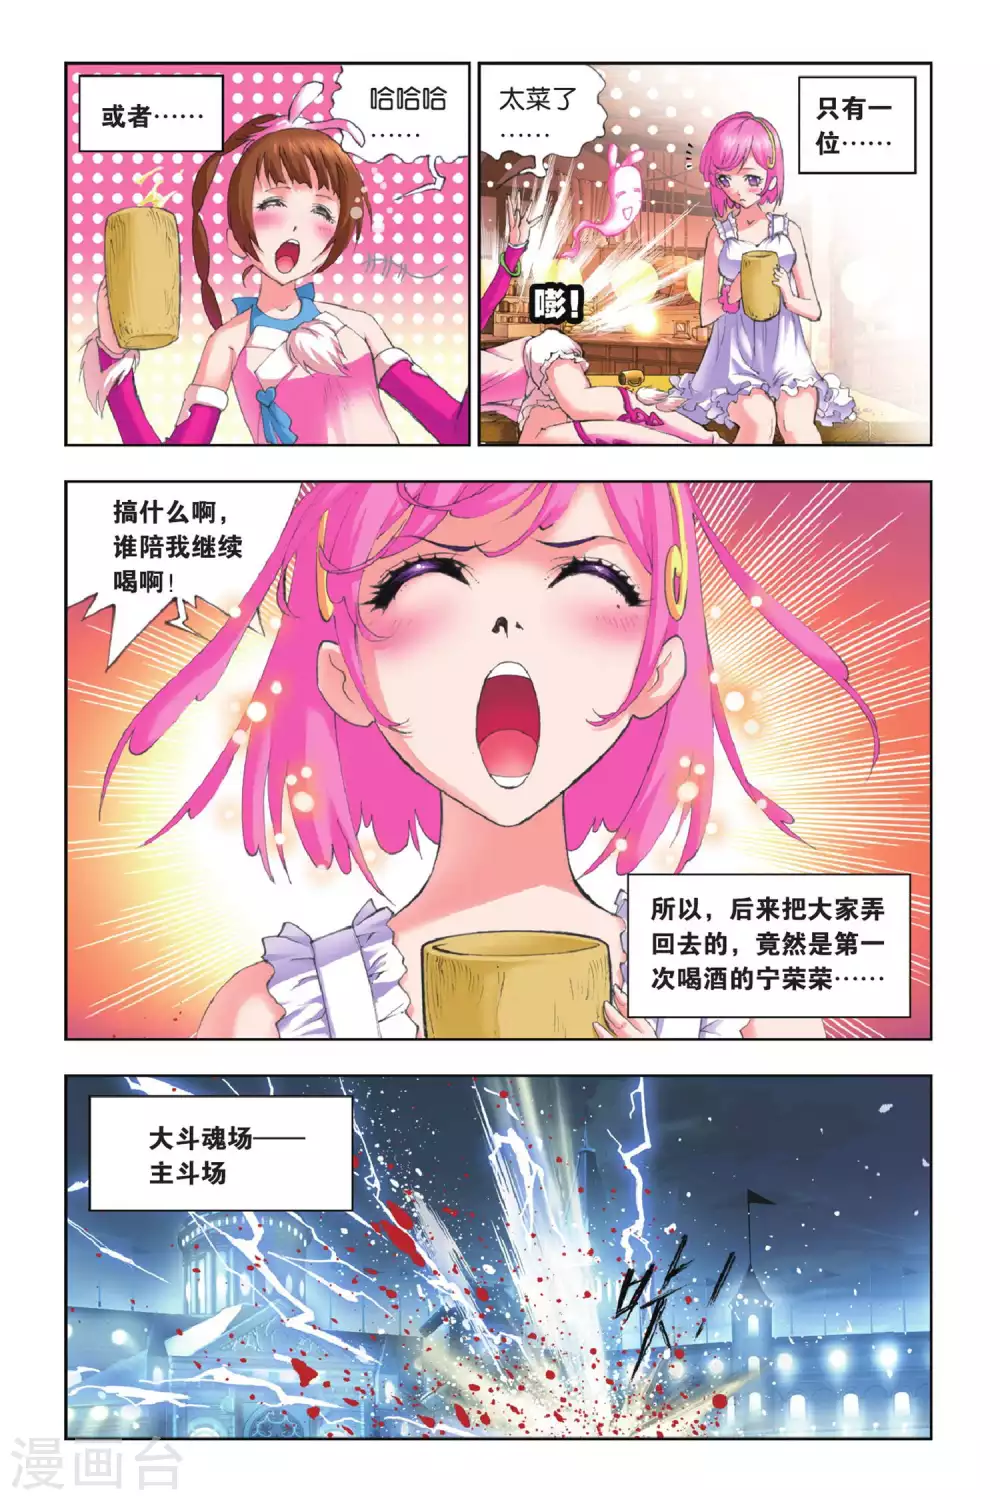 或者……
哈哈哈
……
太菜了
……
只有一
位……
嘭！
搞什么啊，
谁陪我继续
喝啊！
所以，后来把大家弄
回去的，竟然是第一
次喝酒的宁荣荣……
大斗魂场——
主斗场
漫画台